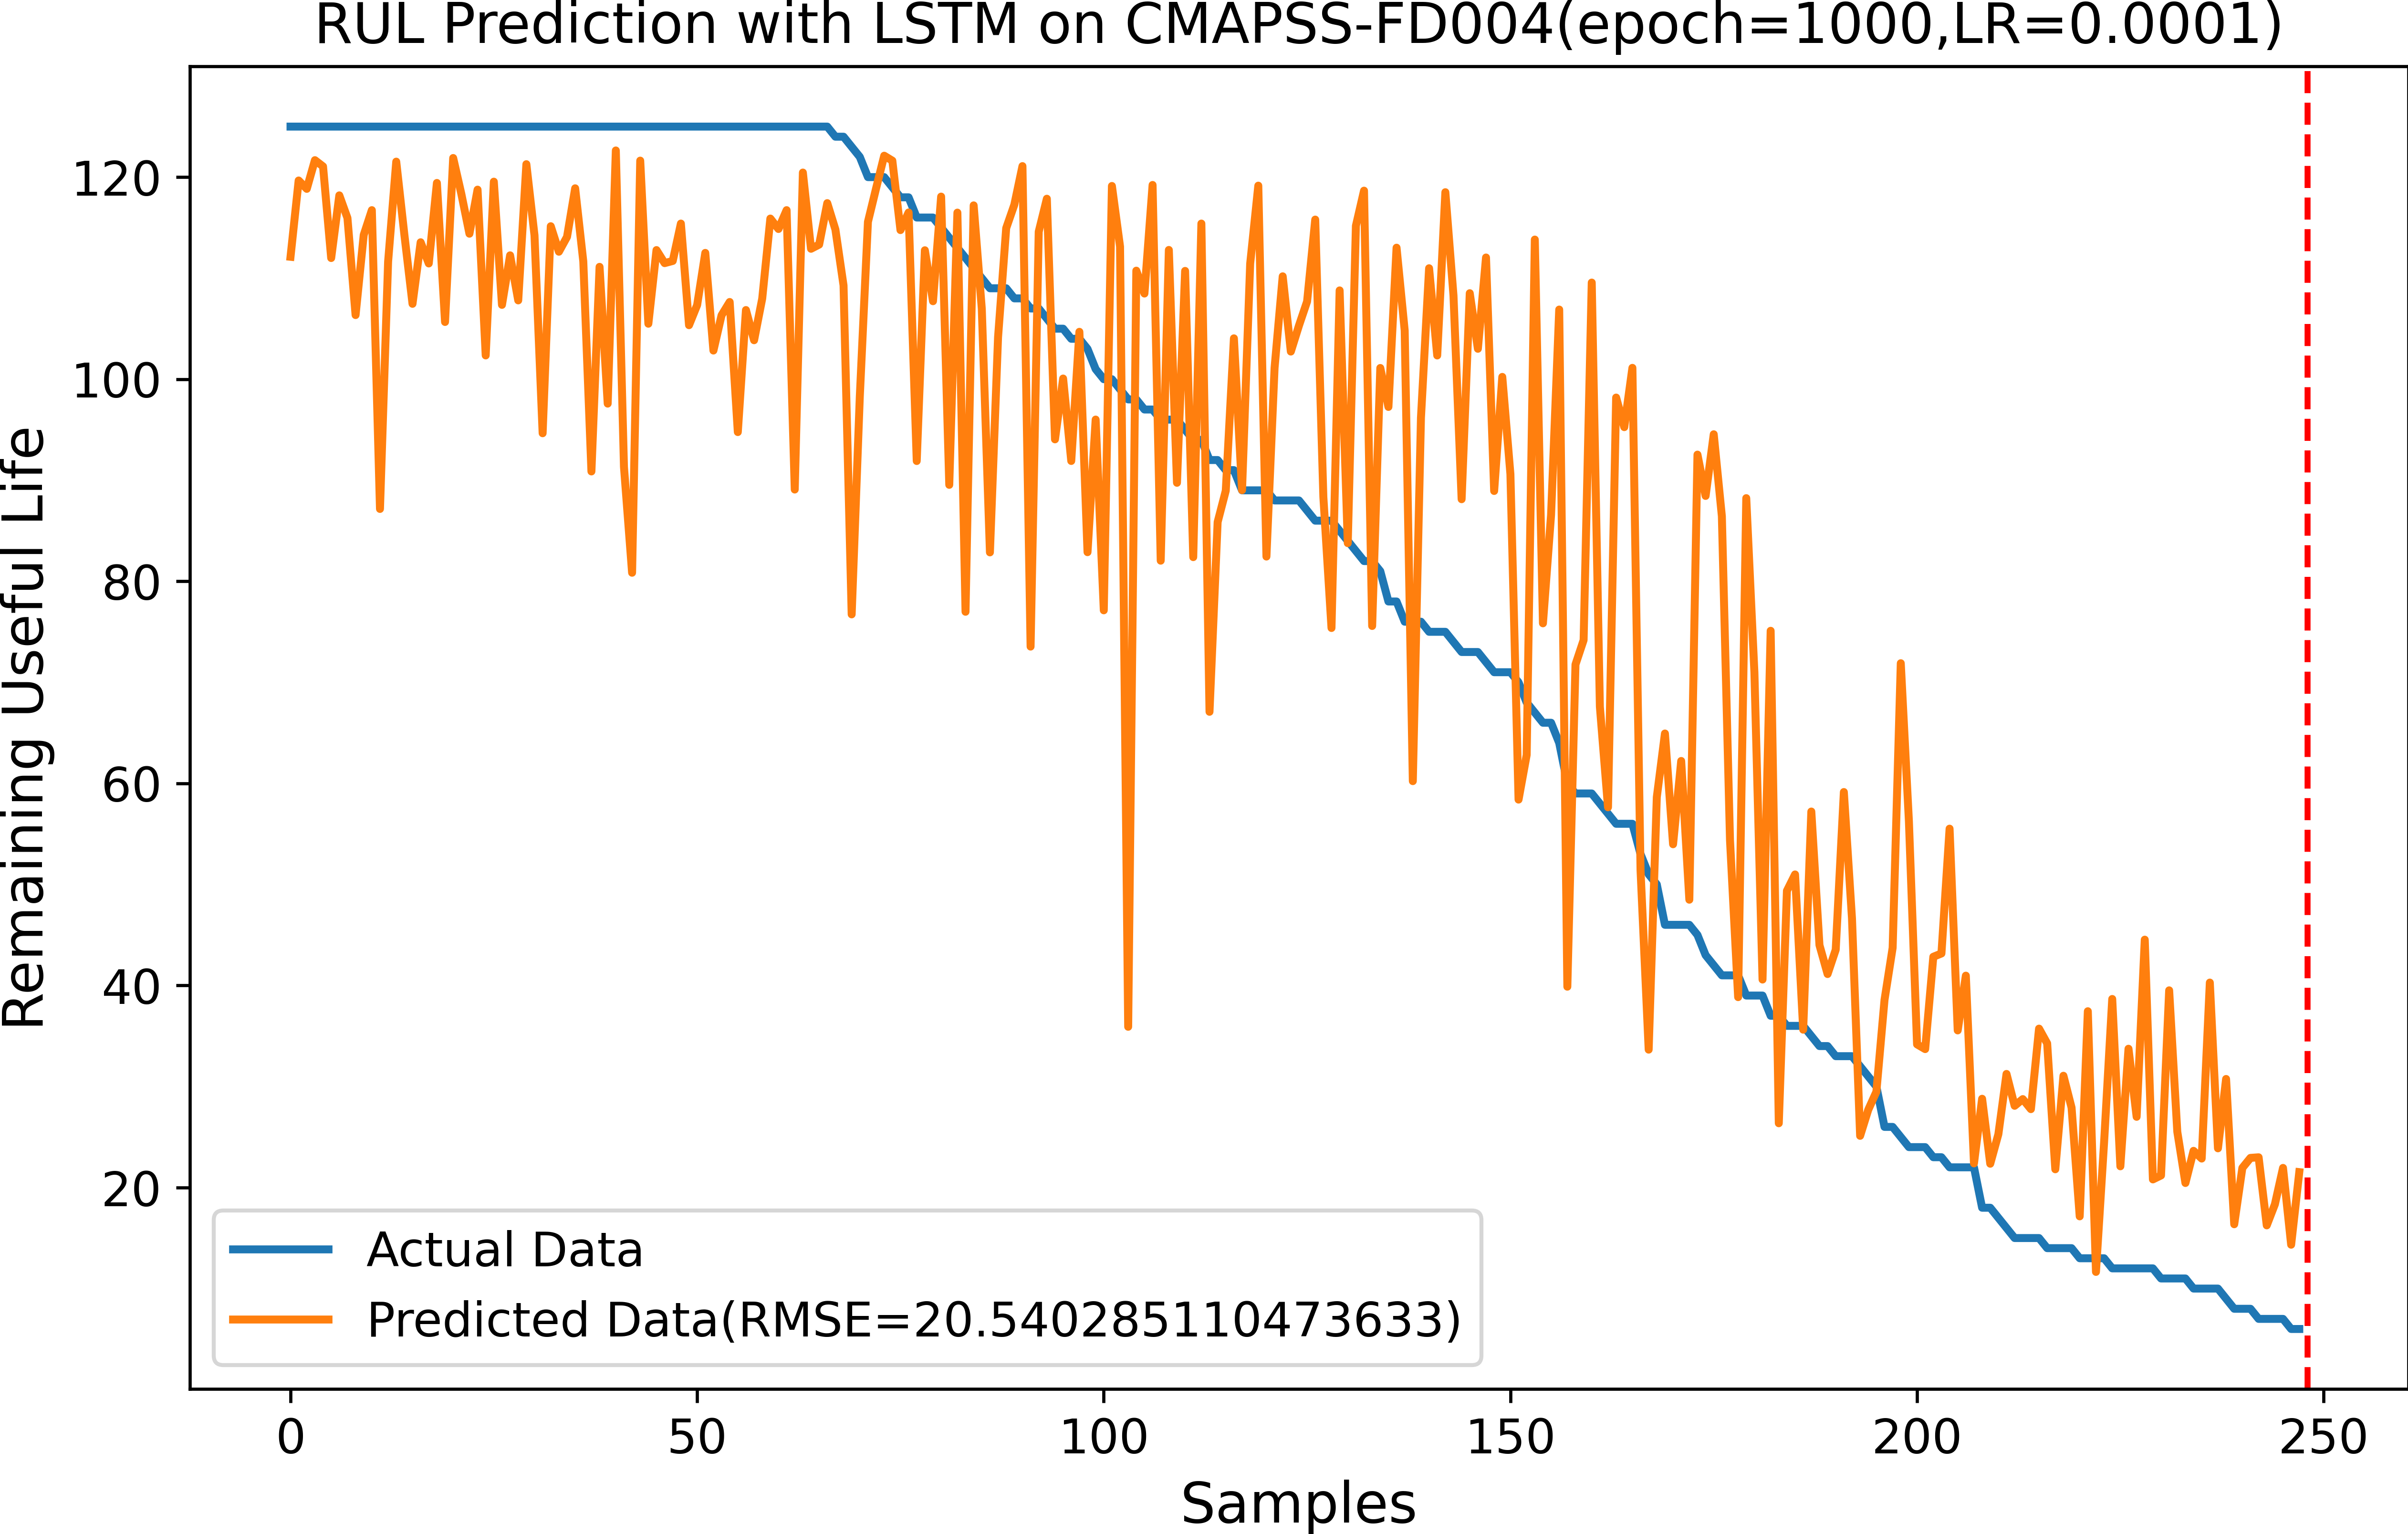 RUL Prediction with LSTM on CMAPSS-FD004(epoch=1000,LR=0.0001)
Remaining Useful Life
120
100
80
60
40
20
Actual Data
Predicted Data(RMSE=20.540285110473633)
0 50 100 150 200 250
Samples